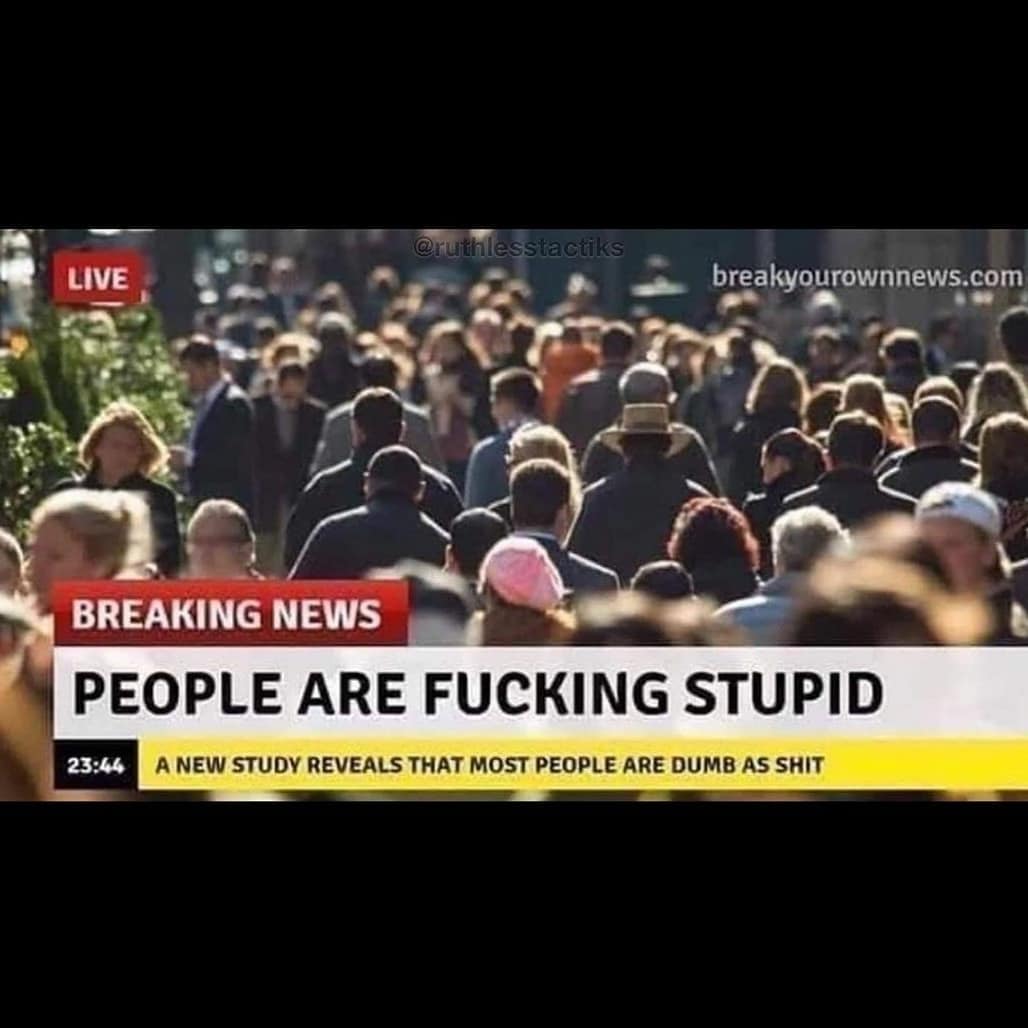 @ruthlesstactiks
LIVE
breakyourownnews.com
BREAKING NEWS
PEOPLE ARE FUCKING STUPID
23:44 A NEW STUDY REVEALS THAT MOST PEOPLE ARE DUMB AS SHIT